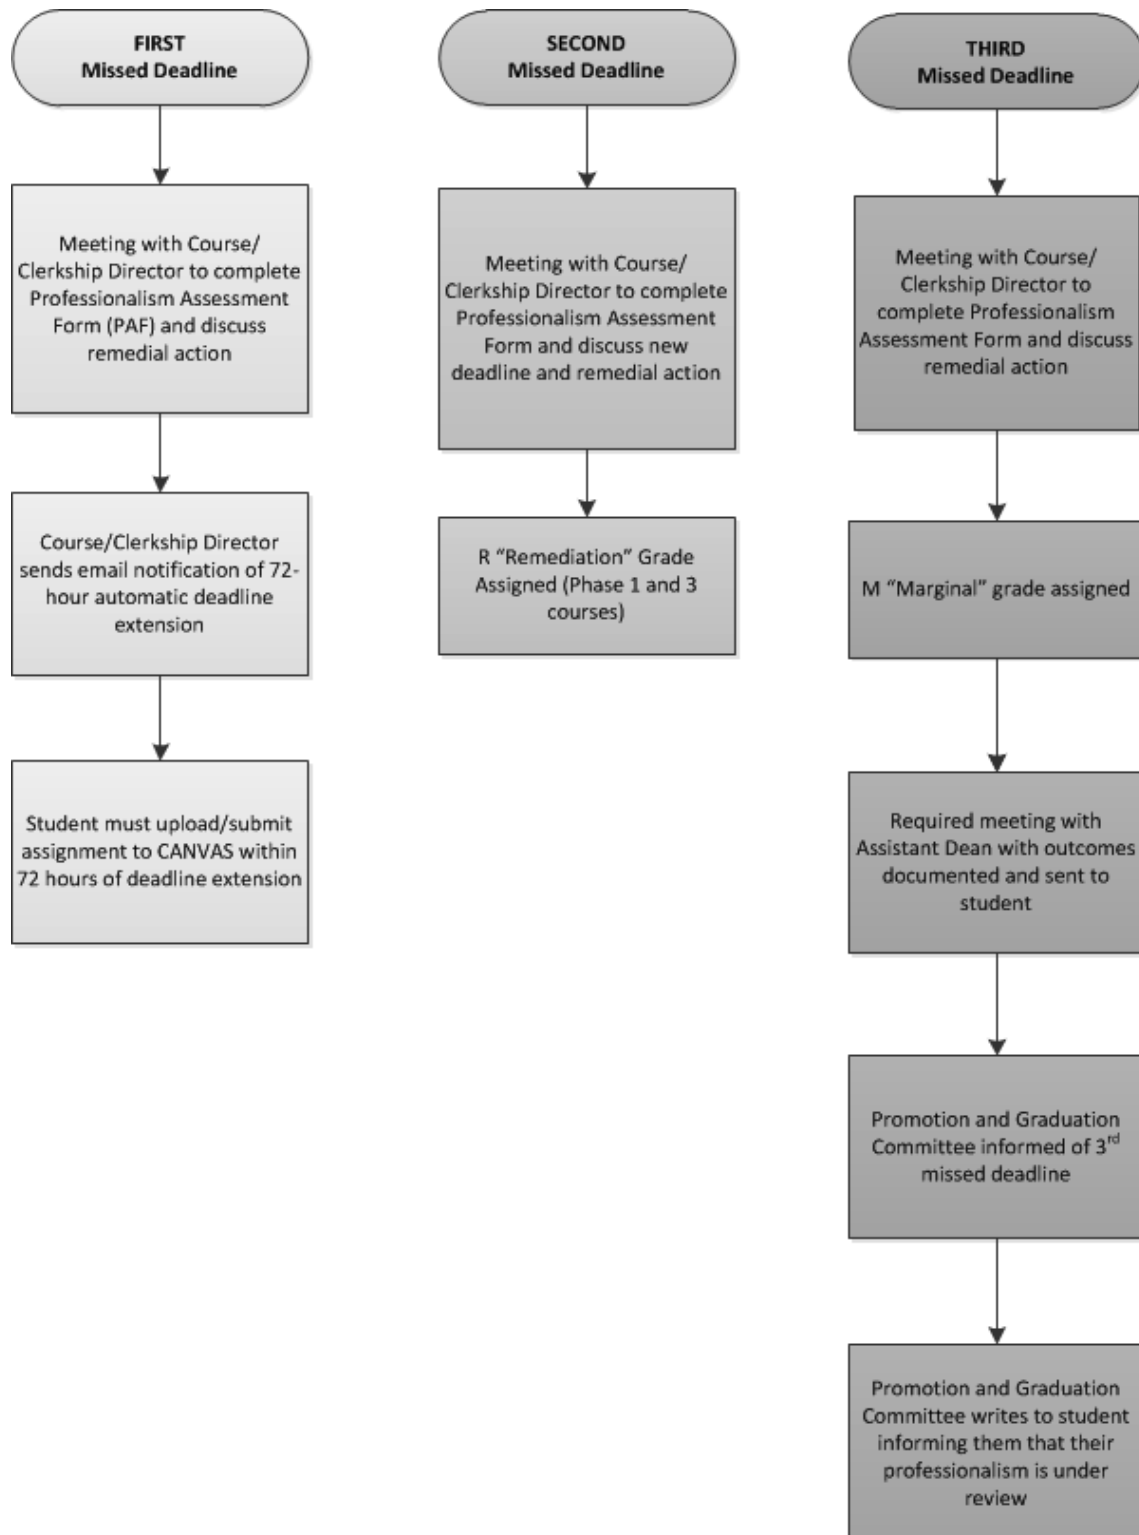 FIRST
Missed Deadline
Meeting with Course/
Clerkship Director to complete
Professionalism Assessment
Form (PAF) and discuss
remedial action
Course/Clerkship Director
sends email notification of 72-
hour automatic deadline
extension
Student must upload/submit
assignment to CANVAS within
72 hours of deadline extension
SECOND
Missed Deadline
Meeting with Course/
Clerkship Director to complete
Professionalism Assessment
Form and discuss new
deadline and remedial action
R “Remediation” Grade
Assigned (Phase 1 and 3
courses)
THIRD
Missed Deadline
Meeting with Course/
Clerkship Director to
complete Professionalism
Assessment Form and discuss
remedial action
M “Marginal” grade assigned
Required meeting with
Assistant Dean with outcomes
documented and sent to
student
Promotion and Graduation
Committee informed of 3rd
missed deadline
Promotion and Graduation
Committee writes to student
informing them that their
professionalism is under
review